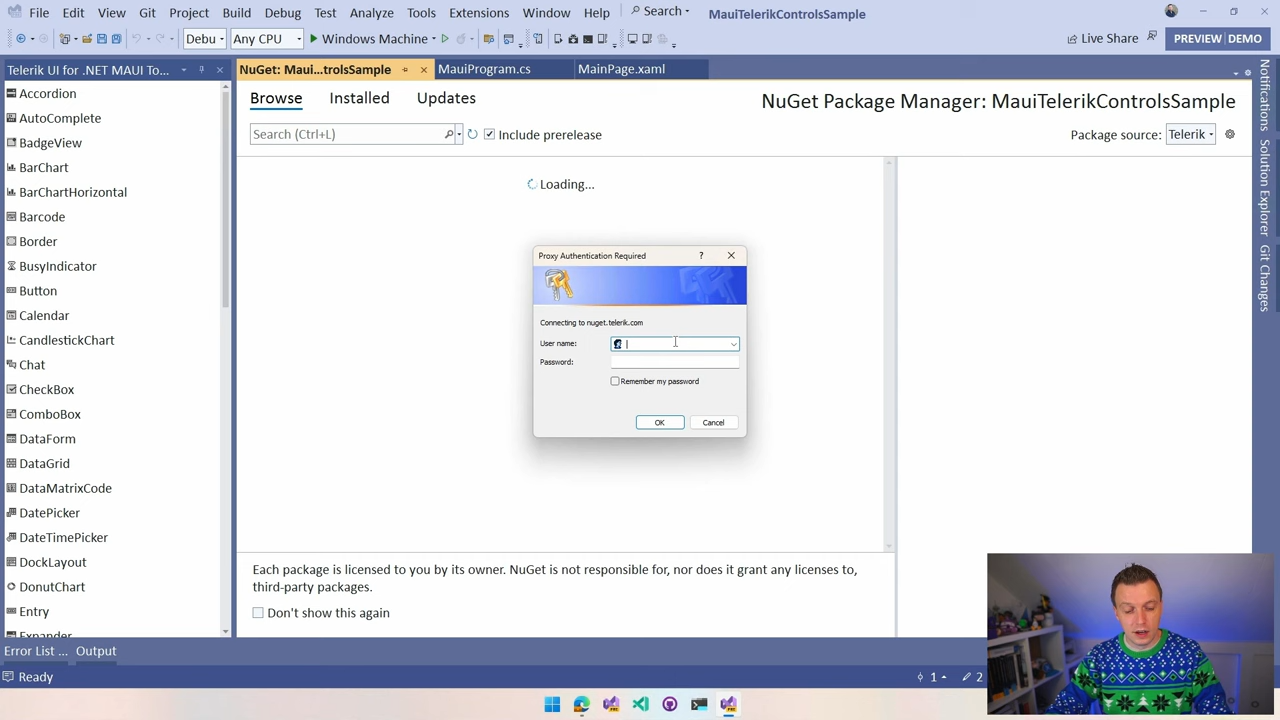 File Edit View Git Project Build Debug Test Analyze Tools Extensions Window Help Search MauiTelerikControlsSample
Debu Any CPU Windows Machine Live Share PREVIEW | DEMO
Telerik UI for .NET MAUI To... NuGet: Maui...trolsSample MauiProgram.cs MainPage.xaml
Accordion
AutoComplete
BadgeView
BarChart
BarChartHorizontal
Barcode
Border
BusyIndicator
Button
Calendar
CandlestickChart
Chat
CheckBox
ComboBox
DataForm
DataGrid
DataMatrixCode
DatePicker
DateTimePicker
DockLayout
DonutChart
Entry
Expander
Browse Installed Updates
NuGet Package Manager: MauiTelerikControlsSample
Search (Ctrl+L) Include prerelease Package source: Telerik
Loading...
Proxy Authentication Required ?
Connecting to nuget.telerik.com
User name:
Password:
Remember my password
OK Cancel
Each package is licensed to you by its owner. NuGet is not responsible for, nor does it grant any licenses to,
third-party packages.
Don't show this again
Notifications
Solution Explorer
Git Changes
Error List ... Output
Ready 1 2